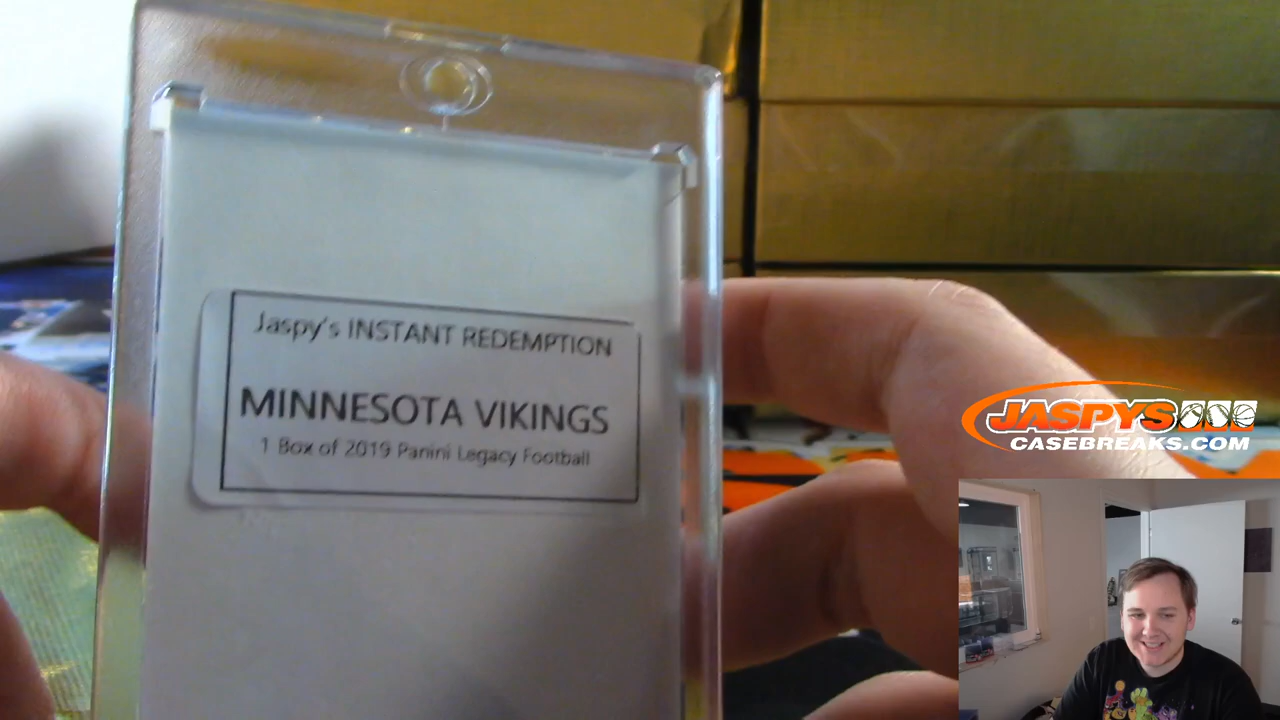 Jaspy's INSTANT REDEMPTION
MINNESOTA VIKINGS
1 Box of 2019 Panini Legacy Football
JASPYS
CASEBREAKS.COM